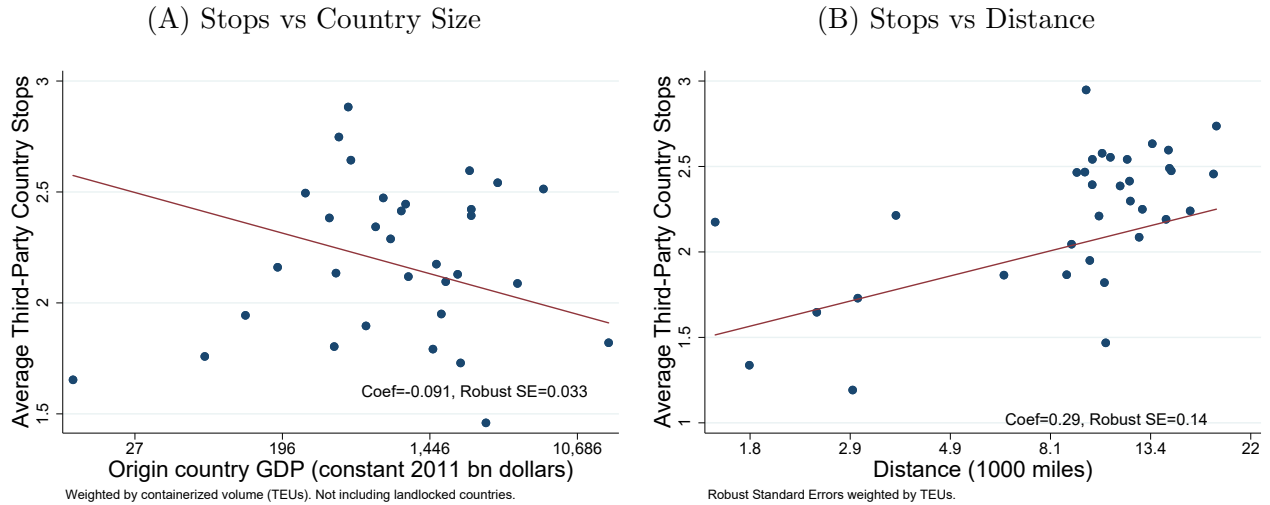 (A) Stops vs Country Size
Average Third-Party Country Stops
3
2.5
2
1.5
Coef=-0.091, Robust SE=0.033
27 196 1,446 10,686
Origin country GDP (constant 2011 bn dollars)
Weighted by containerized volume (TEUs). Not including landlocked countries.
(B) Stops vs Distance
Average Third-Party Country Stops
3
2.5
2
1.5
1
Coef=0.29, Robust SE=0.14
1.8 2.9 4.9 8.1 13.4 22
Distance (1000 miles)
Robust Standard Errors weighted by TEUs.